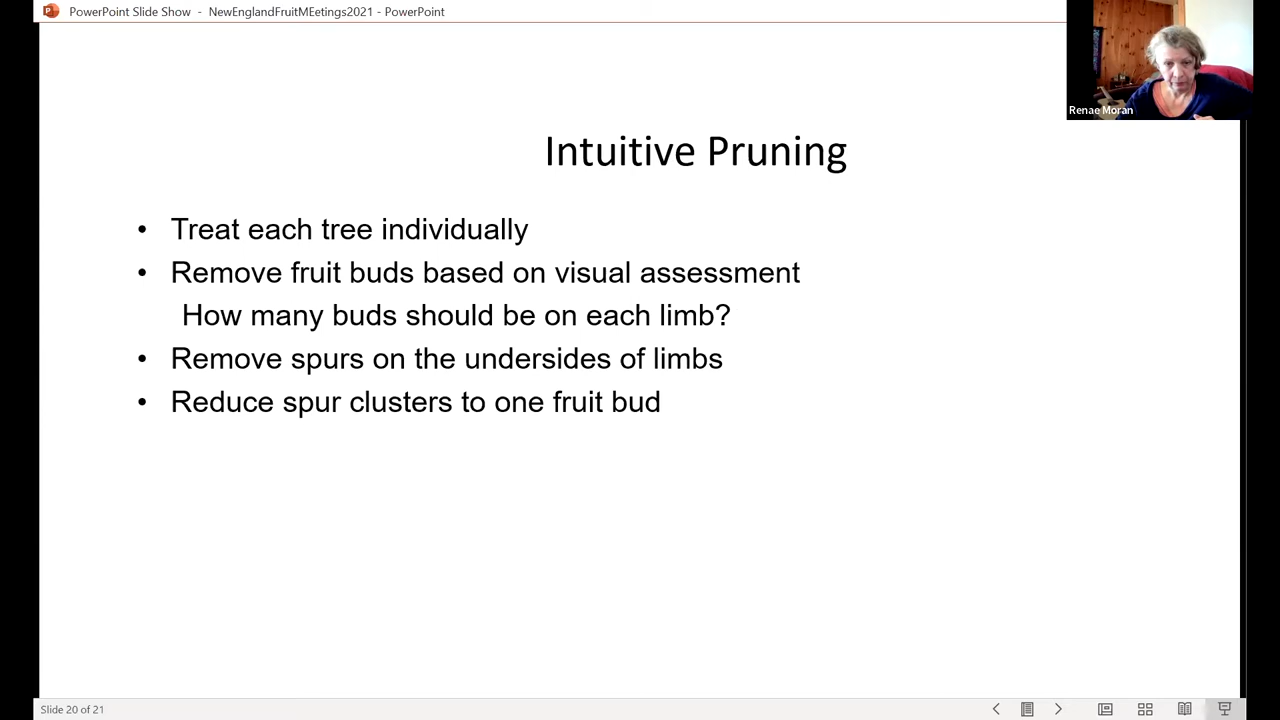 PowerPoint Slide Show - NewEnglandFruitMEetings2021 - PowerPoint
Renae Moran
Intuitive Pruning
• Treat each tree individually
• Remove fruit buds based on visual assessment
How many buds should be on each limb?
• Remove spurs on the undersides of limbs
• Reduce spur clusters to one fruit bud
Slide 20 of 21